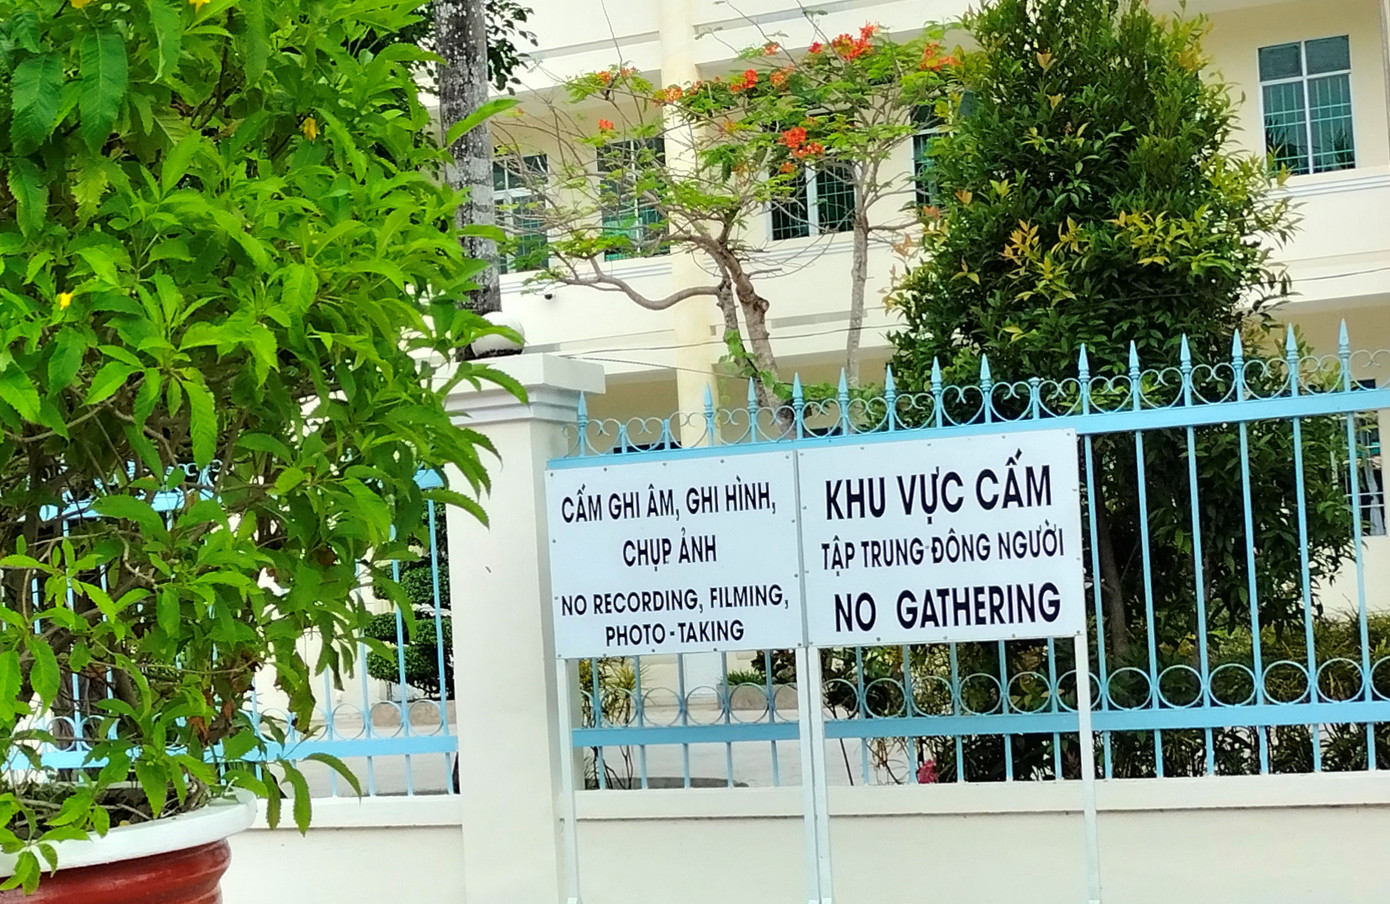 CẤM GHI ÂM, GHI HÌNH,
CHỤP ẢNH
NO RECORDING, FILMING,
PHOTO - TAKING
KHU VỰC CẤM
TẬP TRUNG ĐÔNG NGƯỜI
NO GATHERING